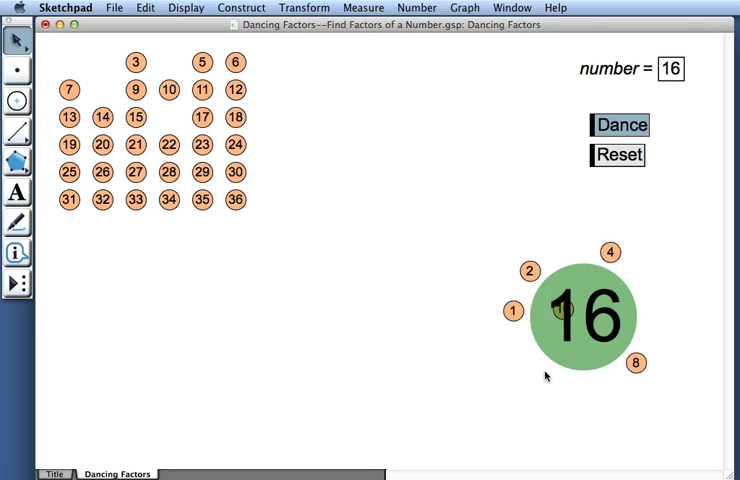 Sketchpad File Edit Display Construct Transform Measure Number Graph Window Help
Dancing Factors--Find Factors of a Number.gsp: Dancing Factors
3 5 6
number = 16
7 9 10 11 12
13 14 15 17 18
Dance
19 20 21 22 23 24
Reset
25 26 27 28 29 30
A
31 32 33 34 35 36
4
2
1
16
16
8
Title Dancing Factors